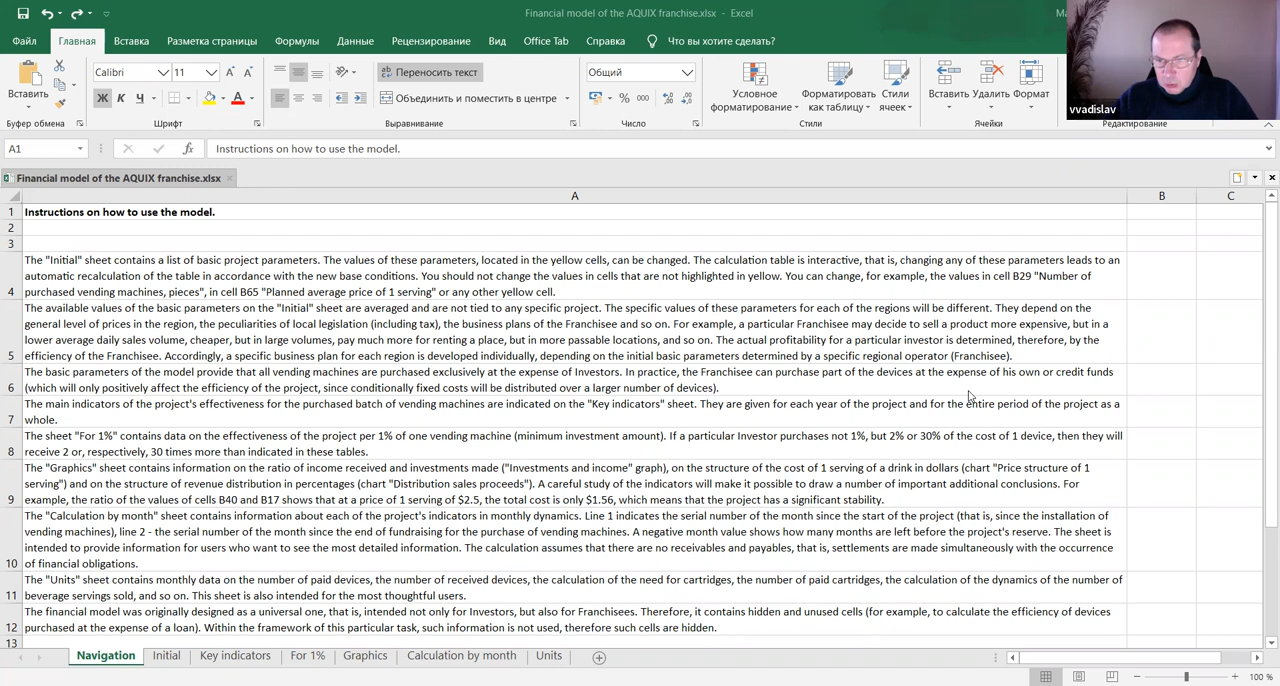 Financial model of the AQUIX franchise.xlsx - Excel
Файл Главная Вставка Разметка страницы Формулы Данные Рецензирование Вид Office Tab Справка Что вы хотите сделать?
Calibri 11 Переносить текст Общий
Вставить Ж К Ч Объединить и поместить в центре % 000 Условное форматирование Форматировать как таблицу Стили ячеек Вставить Удалить Формат
vvadislav
Буфер обмена Шрифт Выравнивание Число Стили Ячейки Редактирование
A1 fx Instructions on how to use the model.
Financial model of the AQUIX franchise.xlsx
A B C
1 Instructions on how to use the model.
2
3
The "Initial" sheet contains a list of basic project parameters. The values of these parameters, located in the yellow cells, can be changed. The calculation table is interactive, that is, changing any of these parameters leads to an
automatic recalculation of the table in accordance with the new base conditions. You should not change the values in cells that are not highlighted in yellow. You can change, for example, the values in cell B29 "Number of
4 purchased vending machines, pieces", in cell B65 "Planned average price of 1 serving" or any other yellow cell.
The available values of the basic parameters on the "Initial" sheet are averaged and are not tied to any specific project. The specific values of these parameters for each of the regions will be different. They depend on the
general level of prices in the region, the peculiarities of local legislation (including tax), the business plans of the Franchisee and so on. For example, a particular Franchisee may decide to sell a product more expensive, but in a
lower average daily sales volume, cheaper, but in large volumes, pay much more for renting a place, but in more passable locations, and so on. The actual profitability for a particular investor is determined, therefore, by the
5 efficiency of the Franchisee. Accordingly, a specific business plan for each region is developed individually, depending on the initial basic parameters determined by a specific regional operator (Franchisee).
The basic parameters of the model provide that all vending machines are purchased exclusively at the expense of Investors. In practice, the Franchisee can purchase part of the devices at the expense of his own or credit funds
6 (which will only positively affect the efficiency of the project, since conditionally fixed costs will be distributed over a larger number of devices).
The main indicators of the project's effectiveness for the purchased batch of vending machines are indicated on the "Key indicators" sheet. They are given for each year of the project and for the entire period of the project as a
7 whole.
The sheet "For 1%" contains data on the effectiveness of the project per 1% of one vending machine (minimum investment amount). If a particular Investor purchases not 1%, but 2% or 30% of the cost of 1 device, then they will
8 receive 2 or, respectively, 30 times more than indicated in these tables.
The "Graphics" sheet contains information on the ratio of income received and investments made ("Investments and income" graph), on the structure of the cost of 1 serving of a drink in dollars (chart "Price structure of 1
serving") and on the structure of revenue distribution in percentages (chart "Distribution sales proceeds"). A careful study of the indicators will make it possible to draw a number of important additional conclusions. For
9 example, the ratio of the values of cells B40 and B17 shows that at a price of 1 serving of $2.5, the total cost is only $1.56, which means that the project has a significant stability.
The "Calculation by month" sheet contains information about each of the project's indicators in monthly dynamics. Line 1 indicates the serial number of the month since the start of the project (that is, since the installation of
vending machines), line 2 - the serial number of the month since the end of fundraising for the purchase of vending machines. A negative month value shows how many months are left before the project's reserve. The sheet is
intended to provide information for users who want to see the most detailed information. The calculation assumes that there are no receivables and payables, that is, settlements are made simultaneously with the occurrence
10 of financial obligations.
The "Units" sheet contains monthly data on the number of paid devices, the number of received devices, the calculation of the need for cartridges, the number of paid cartridges, the calculation of the dynamics of the number of
11 beverage servings sold, and so on. This sheet is also intended for the most thoughtful users.
The financial model was originally designed as a universal one, that is, intended not only for Investors, but also for Franchisees. Therefore, it contains hidden and unused cells (for example, to calculate the efficiency of devices
12 purchased at the expense of a loan). Within the framework of this particular task, such information is not used, therefore such cells are hidden.
13
Navigation Initial Key indicators For 1% Graphics Calculation by month Units
100 %